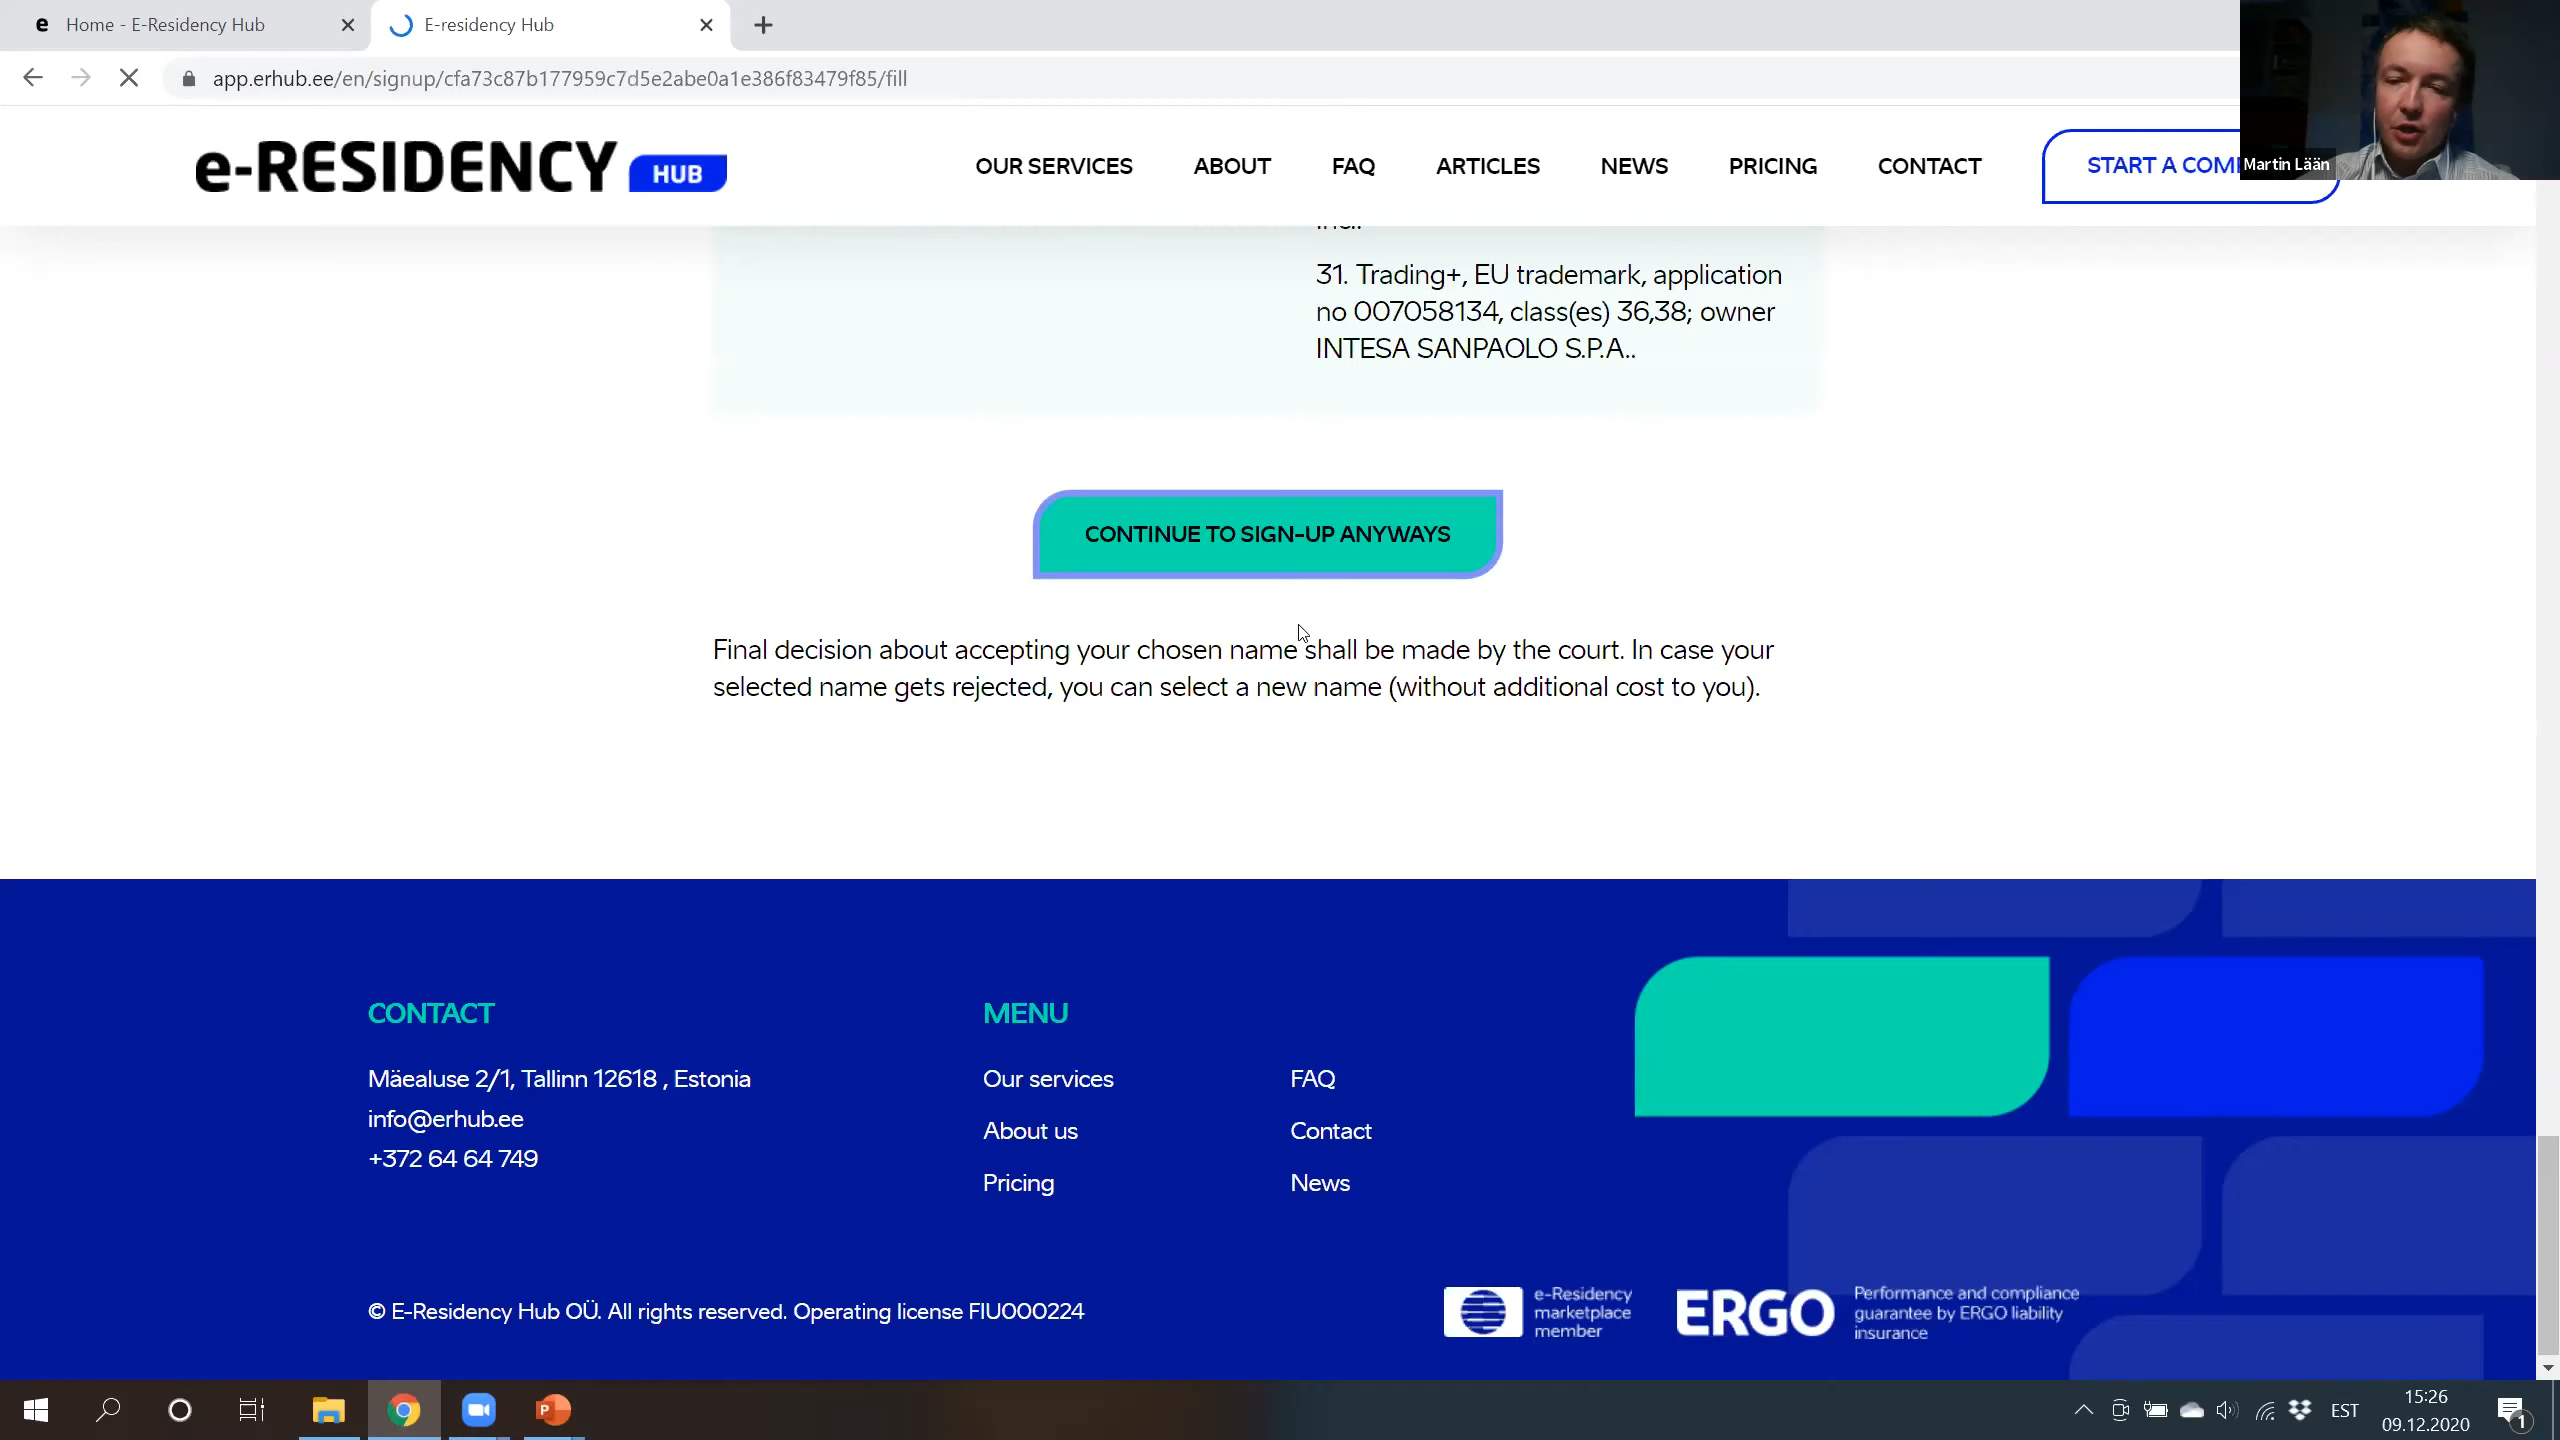 Home - E-Residency Hub
E-residency Hub
app.erhub.ee/en/signup/cfa73c87b177959c7d5e2abe0a1e386f83479f85/fill
e-RESIDENCY HUB
OUR SERVICES
ABOUT
FAQ
ARTICLES
NEWS
PRICING
CONTACT
START A COM
Martin Lään
31. Trading+, EU trademark, application
no 007058134, class(es) 36,38; owner
INTESA SANPAOLO S.P.A..
CONTINUE TO SIGN-UP ANYWAYS
Final decision about accepting your chosen name shall be made by the court. In case your
selected name gets rejected, you can select a new name (without additional cost to you).
CONTACT
Mäealuse 2/1, Tallinn 12618 , Estonia
info@erhub.ee
+372 64 64 749
MENU
Our services
About us
Pricing
FAQ
Contact
News
© E-Residency Hub OÜ. All rights reserved. Operating license FIU000224
e-Residency
marketplace
member
ERGO
Performance and compliance
guarantee by ERGO liability
insurance
EST
15:26
09.12.2020
1